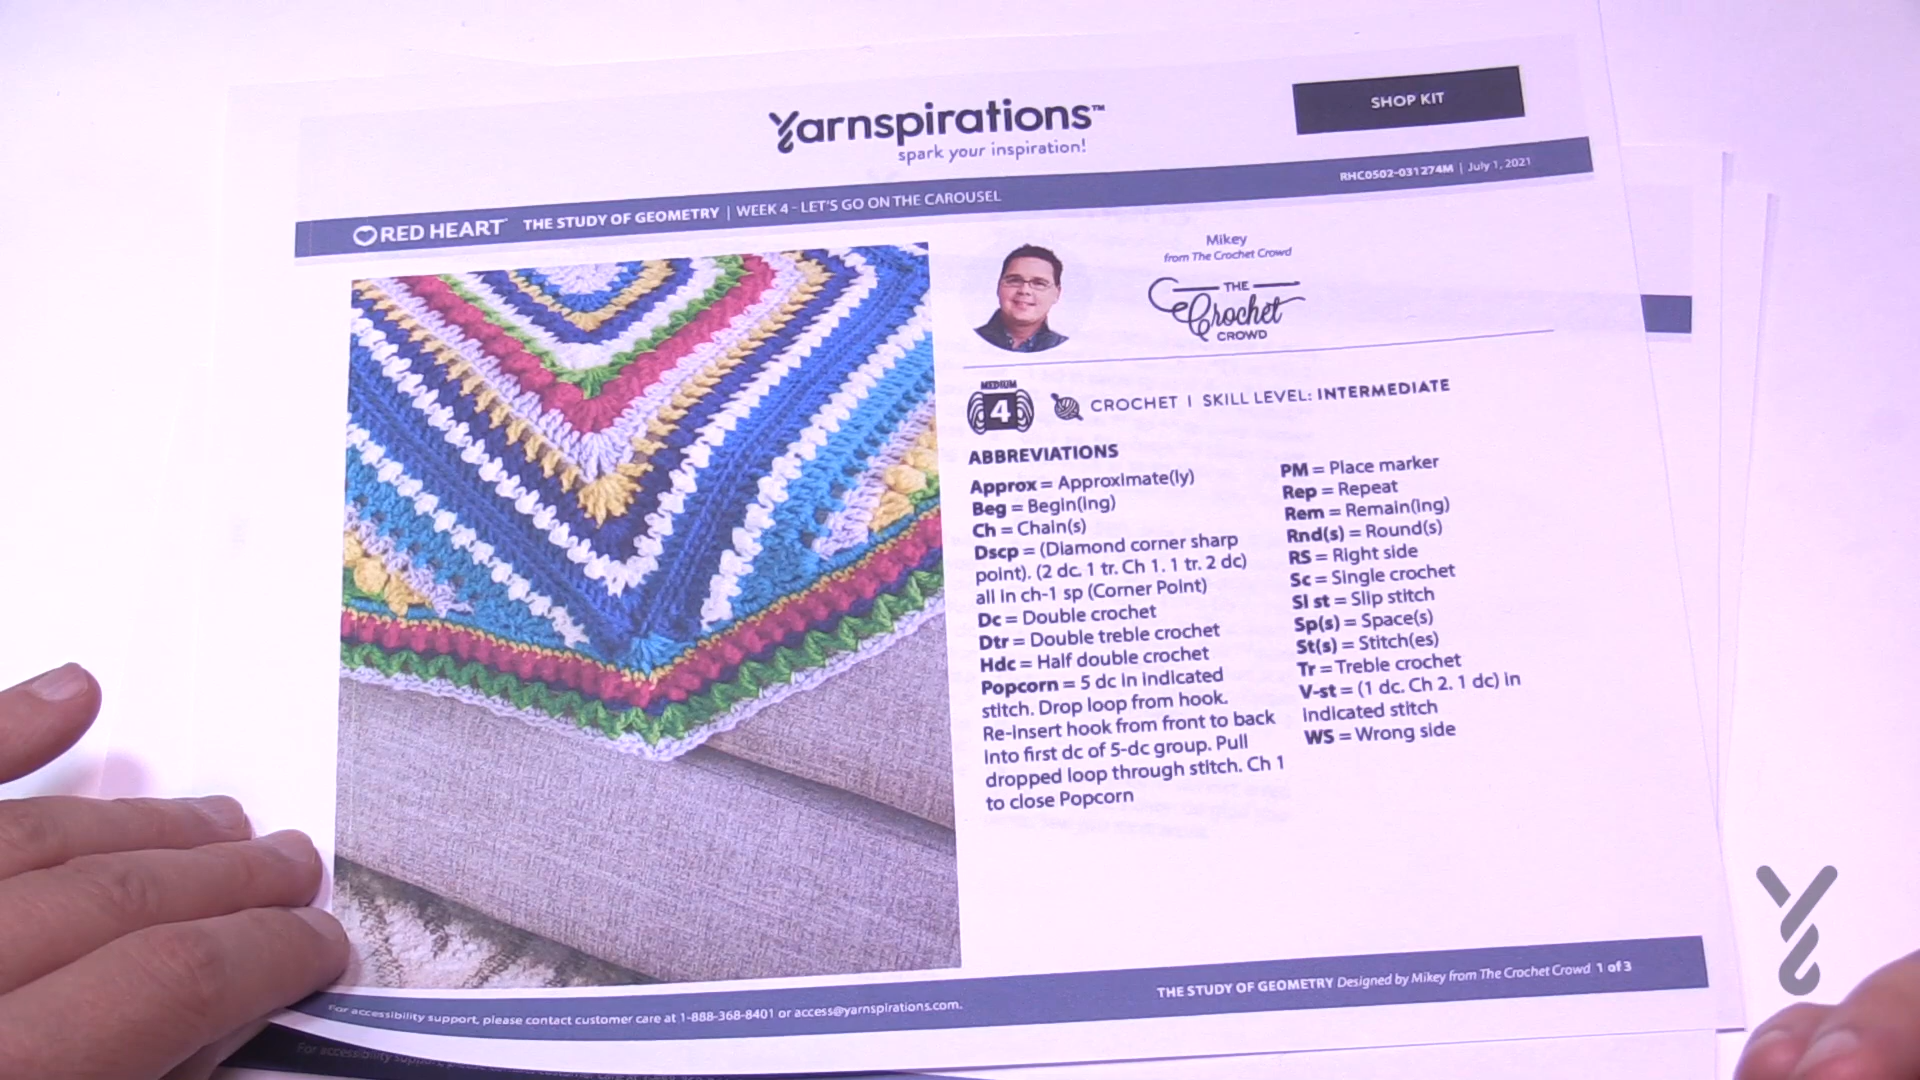 Yarnspirations™
spark your inspiration!
SHOP KIT
RED HEART® THE STUDY OF GEOMETRY | WEEK 4 - LET'S GO ON THE CAROUSEL
RHC0502-031274M | July 1, 2021
Mikey
from The Crochet Crowd
THE
Crochet
CROWD
MEDIUM
4
CROCHET I SKILL LEVEL: INTERMEDIATE
ABBREVIATIONS
Approx = Approximate(ly)
Beg = Begin(ing)
Ch = Chain(s)
Dscp = (Diamond corner sharp
point). (2 dc. 1 tr. Ch 1. 1 tr. 2 dc)
all in ch-1 sp (Corner Point)
Dc = Double crochet
Dtr = Double treble crochet
Hdc = Half double crochet
Popcorn = 5 dc in indicated
stitch. Drop loop from hook.
Re-insert hook from front to back
into first dc of 5-dc group. Pull
dropped loop through stitch. Ch 1
to close Popcorn
PM = Place marker
Rep = Repeat
Rem = Remain(ing)
Rnd(s) = Round(s)
RS = Right side
Sc = Single crochet
Sl st = Slip stitch
Sp(s) = Space(s)
St(s) = Stitch(es)
Tr = Treble crochet
V-st = (1 dc. Ch 2. 1 dc) in
indicated stitch
WS = Wrong side
For accessibility support, please contact customer care at 1-888-368-8401 or access@yarnspirations.com.
THE STUDY OF GEOMETRY Designed by Mikey from The Crochet Crowd 1 of 3
For accessibility